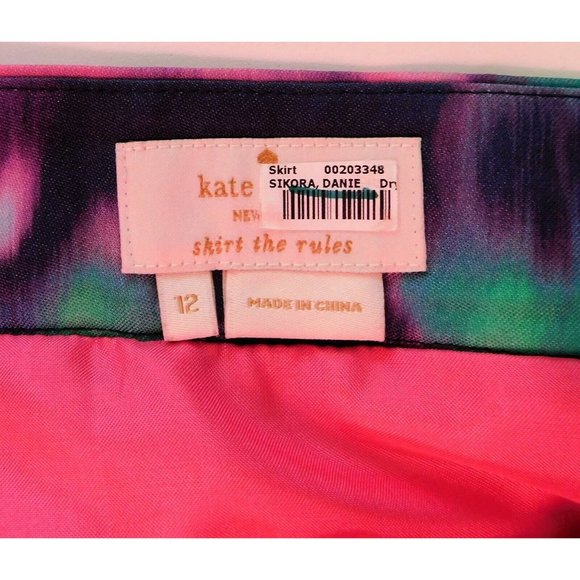 Skirt 00203348
SIKORA, DANIE Dry
kate
NEW
skirt the rules
12
MADE IN CHINA